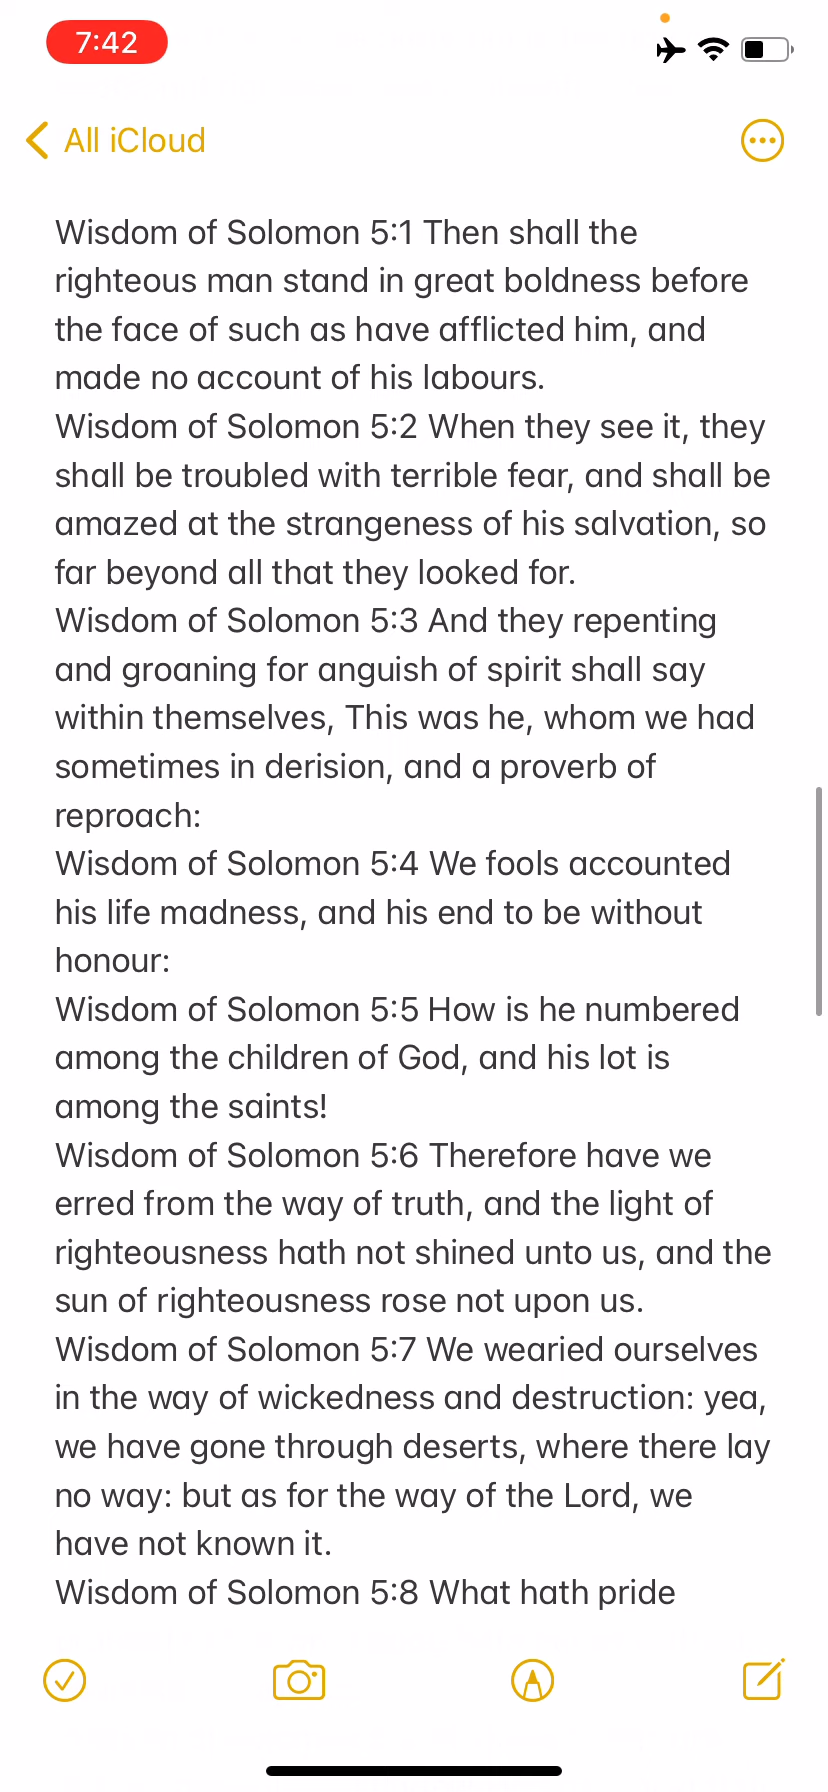 7:42
All iCloud
Wisdom of Solomon 5:1 Then shall the
righteous man stand in great boldness before
the face of such as have afflicted him, and
made no account of his labours.
Wisdom of Solomon 5:2 When they see it, they
shall be troubled with terrible fear, and shall be
amazed at the strangeness of his salvation, so
far beyond all that they looked for.
Wisdom of Solomon 5:3 And they repenting
and groaning for anguish of spirit shall say
within themselves, This was he, whom we had
sometimes in derision, and a proverb of
reproach:
Wisdom of Solomon 5:4 We fools accounted
his life madness, and his end to be without
honour:
Wisdom of Solomon 5:5 How is he numbered
among the children of God, and his lot is
among the saints!
Wisdom of Solomon 5:6 Therefore have we
erred from the way of truth, and the light of
righteousness hath not shined unto us, and the
sun of righteousness rose not upon us.
Wisdom of Solomon 5:7 We wearied ourselves
in the way of wickedness and destruction: yea,
we have gone through deserts, where there lay
no way: but as for the way of the Lord, we
have not known it.
Wisdom of Solomon 5:8 What hath pride